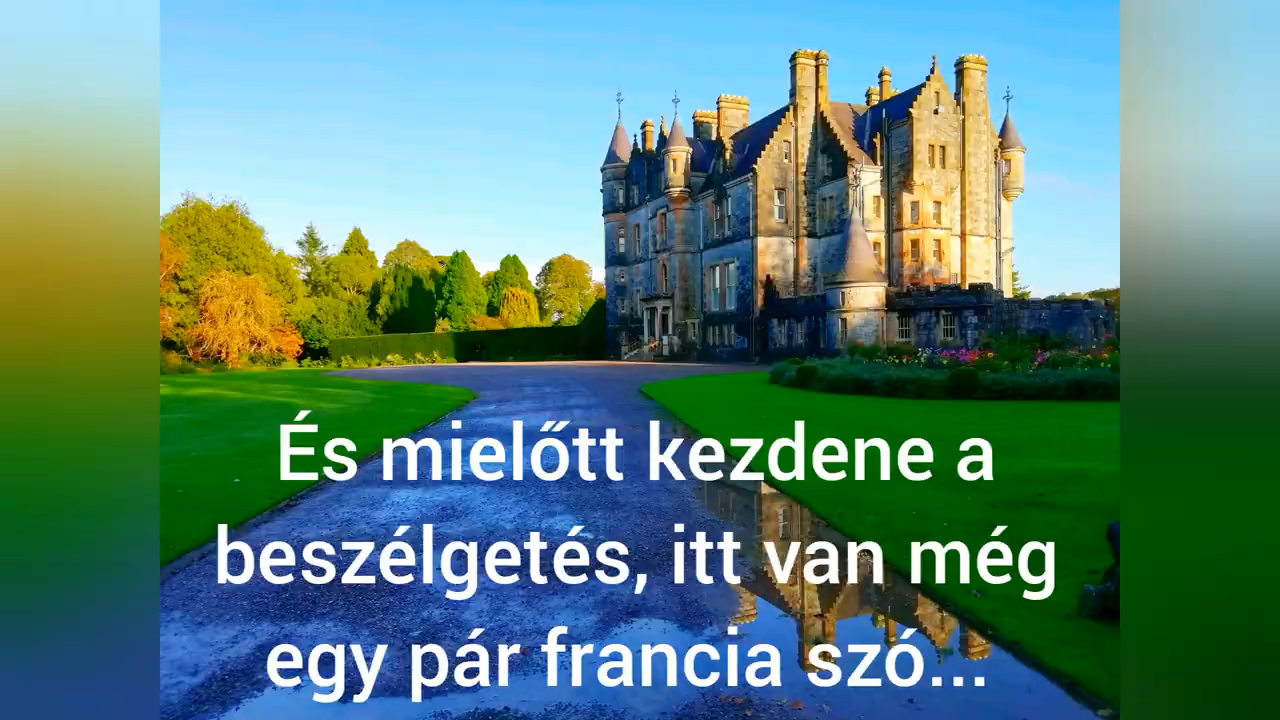 És mielőtt kezdene a
beszélgetés, itt van még
egy pár francia szó...